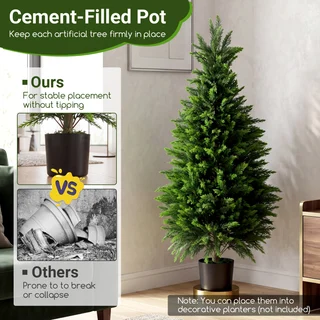 Cement-Filled Pot
Keep each artificial tree firmly in place
Ours
For stable placement
without tipping
VS
Others
Prone to to break
or collapse
Note: You can place them into
decorative planters (not included)